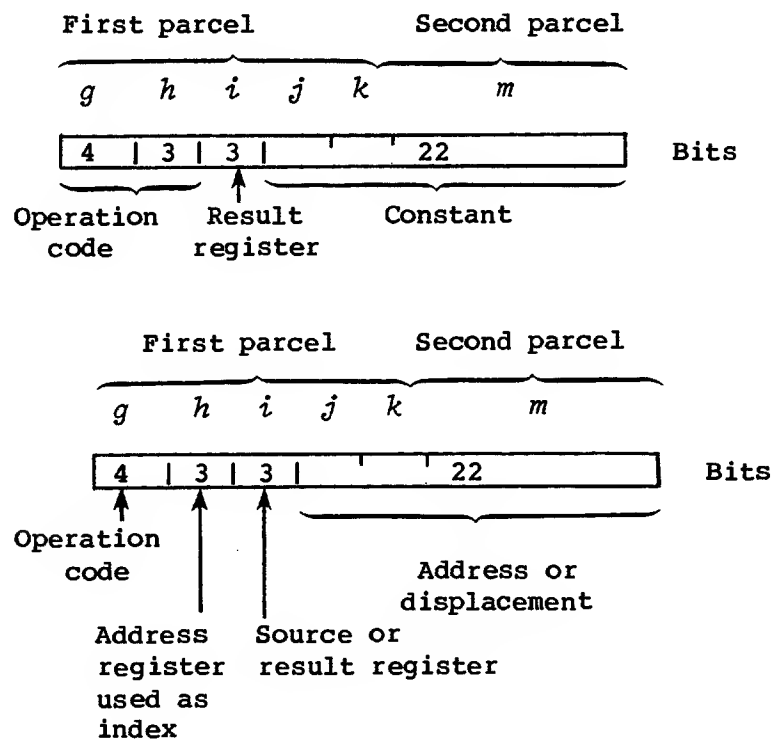 First parcel Second parcel
g h i j k m
4 | 3 | 3 | 22 Bits
Operation code Result register Constant
First parcel Second parcel
g h i j k m
4 | 3 | 3 | 22 Bits
Operation code
Address or displacement
Address register used as index
Source or result register